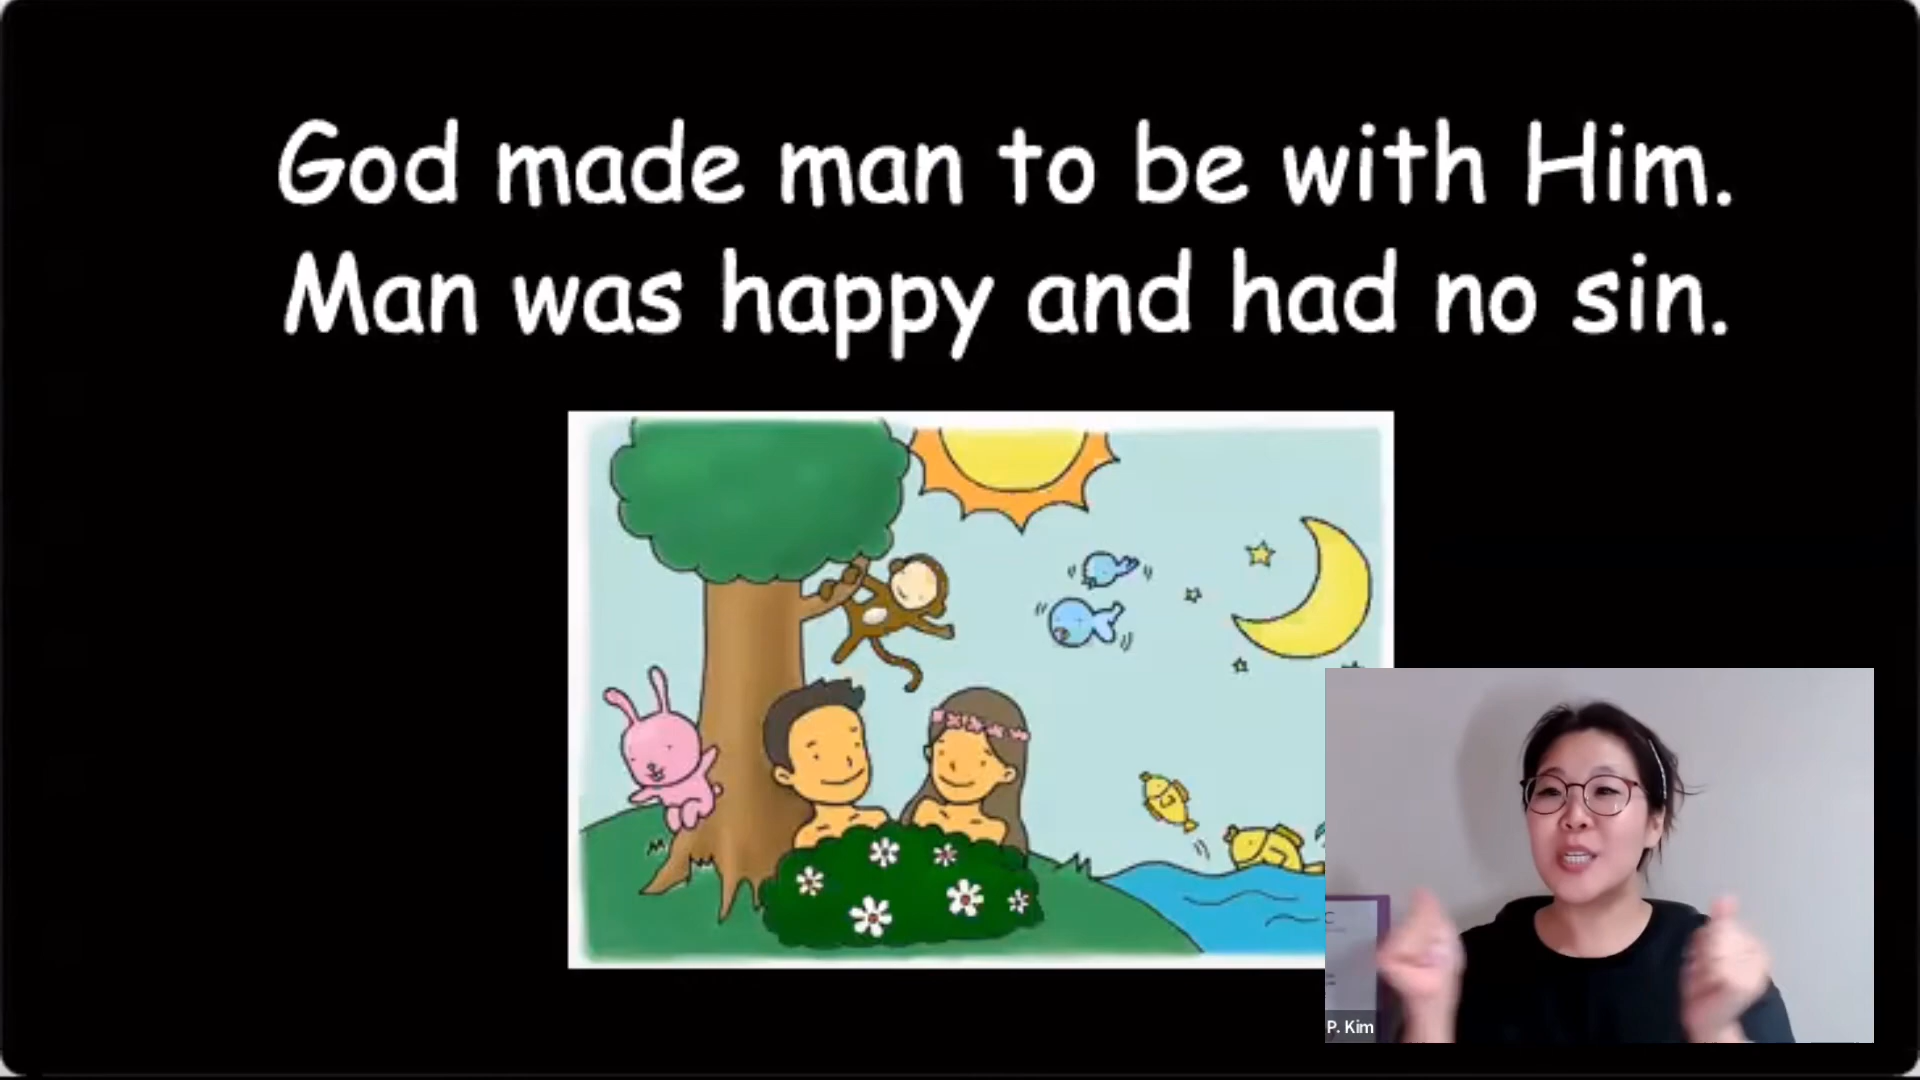 God made man to be with Him.
Man was happy and had no sin.
P. Kim